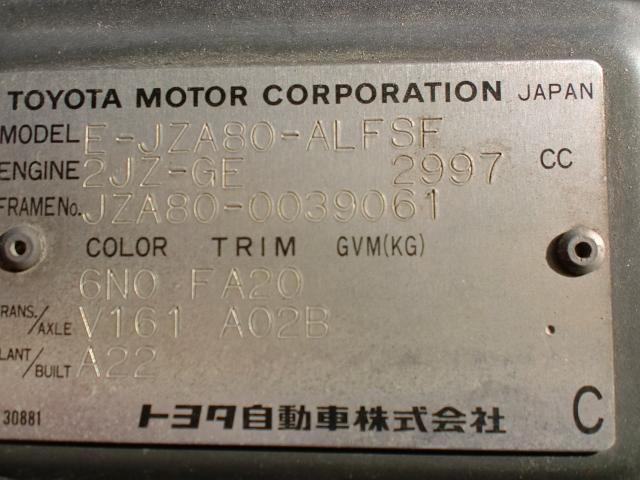 TOYOTA MOTOR CORPORATION JAPAN
MODEL E-JZA80-ALFSF
ENGINE 2JZ-GE 2997 CC
FRAME No. JZA80-0039061
COLOR TRIM GVM(KG)
6N0 FA20
RANS./AXLE V161 A02B
LANT/BUILT A22
30881 トヨタ自動車株式会社 C